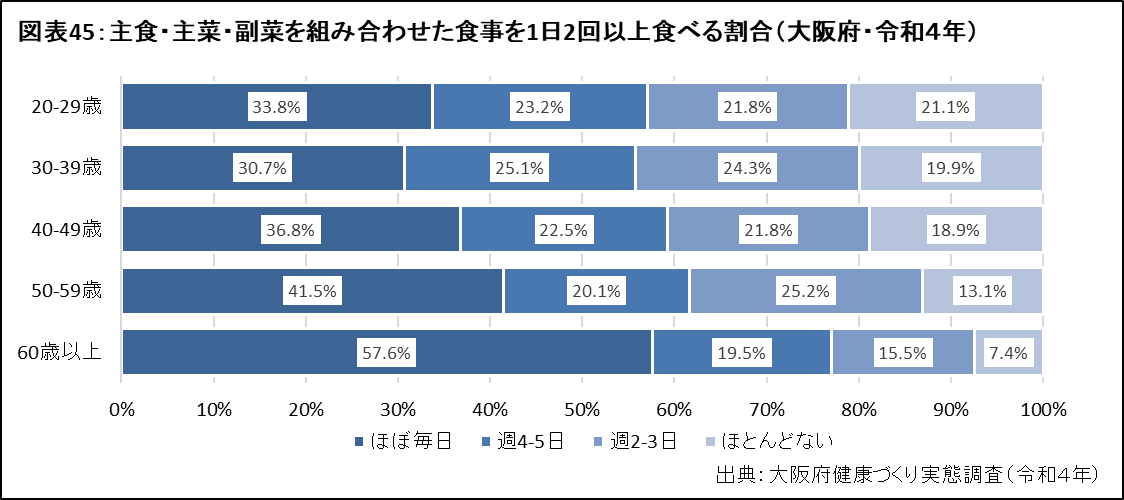 図表45：主食・主菜・副菜を組み合わせた食事を1日2回以上食べる割合（大阪府・令和４年）
20-29歳 33.8% 23.2% 21.8% 21.1%
30-39歳 30.7% 25.1% 24.3% 19.9%
40-49歳 36.8% 22.5% 21.8% 18.9%
50-59歳 41.5% 20.1% 25.2% 13.1%
60歳以上 57.6% 19.5% 15.5% 7.4%
0% 10% 20% 30% 40% 50% 60% 70% 80% 90% 100%
ほぼ毎日 週4-5日 週2-3日 ほとんどない
出典：大阪府健康づくり実態調査（令和４年）